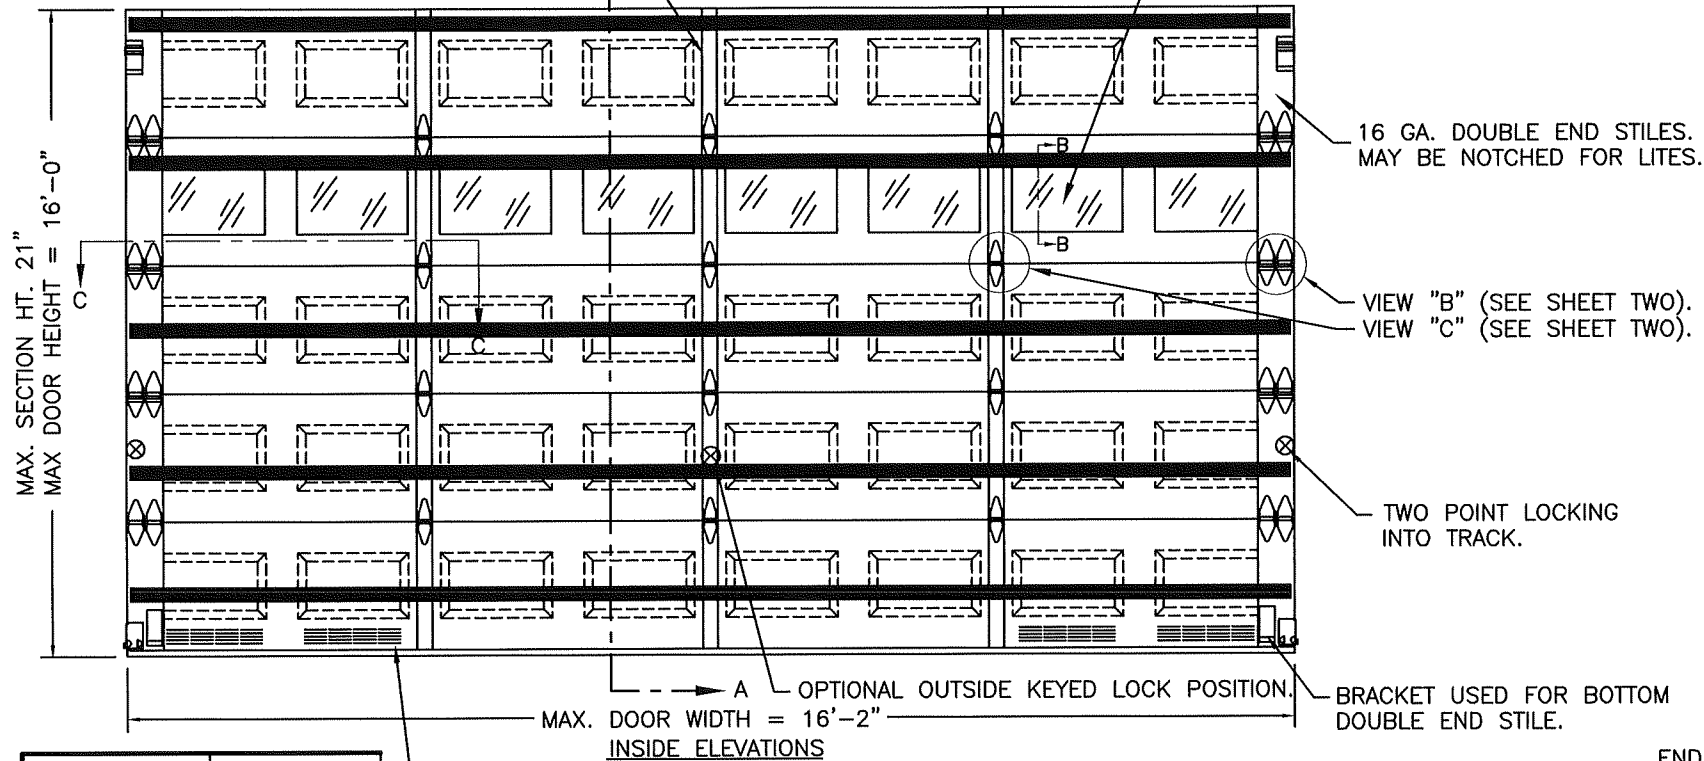 B
16 GA. DOUBLE END STILES.
MAY BE NOTCHED FOR LITES.
MAX. SECTION HT. 21"
MAX DOOR HEIGHT = 16'-0"
B
C
VIEW "B" (SEE SHEET TWO).
VIEW "C" (SEE SHEET TWO).
C
TWO POINT LOCKING
INTO TRACK.
A
OPTIONAL OUTSIDE KEYED LOCK POSITION.
BRACKET USED FOR BOTTOM
DOUBLE END STILE.
MAX. DOOR WIDTH = 16'-2"
INSIDE ELEVATIONS
END